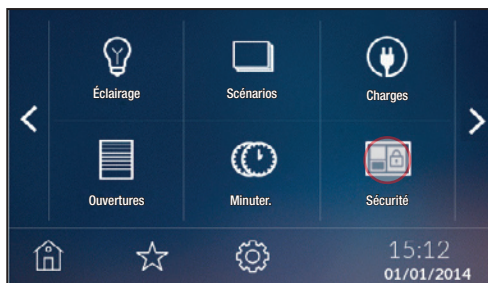 Éclairage
Scénarios
Charges
Ouvertures
Minuter.
Sécurité
15:12
01/01/2014